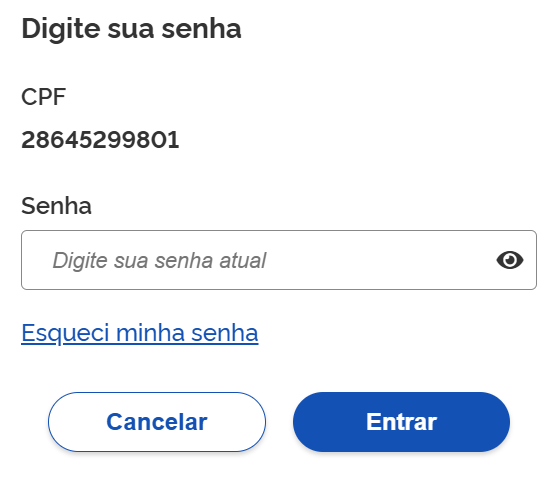 Digite sua senha
CPF
28645299801
Senha
Digite sua senha atual
Esqueci minha senha
Cancelar
Entrar